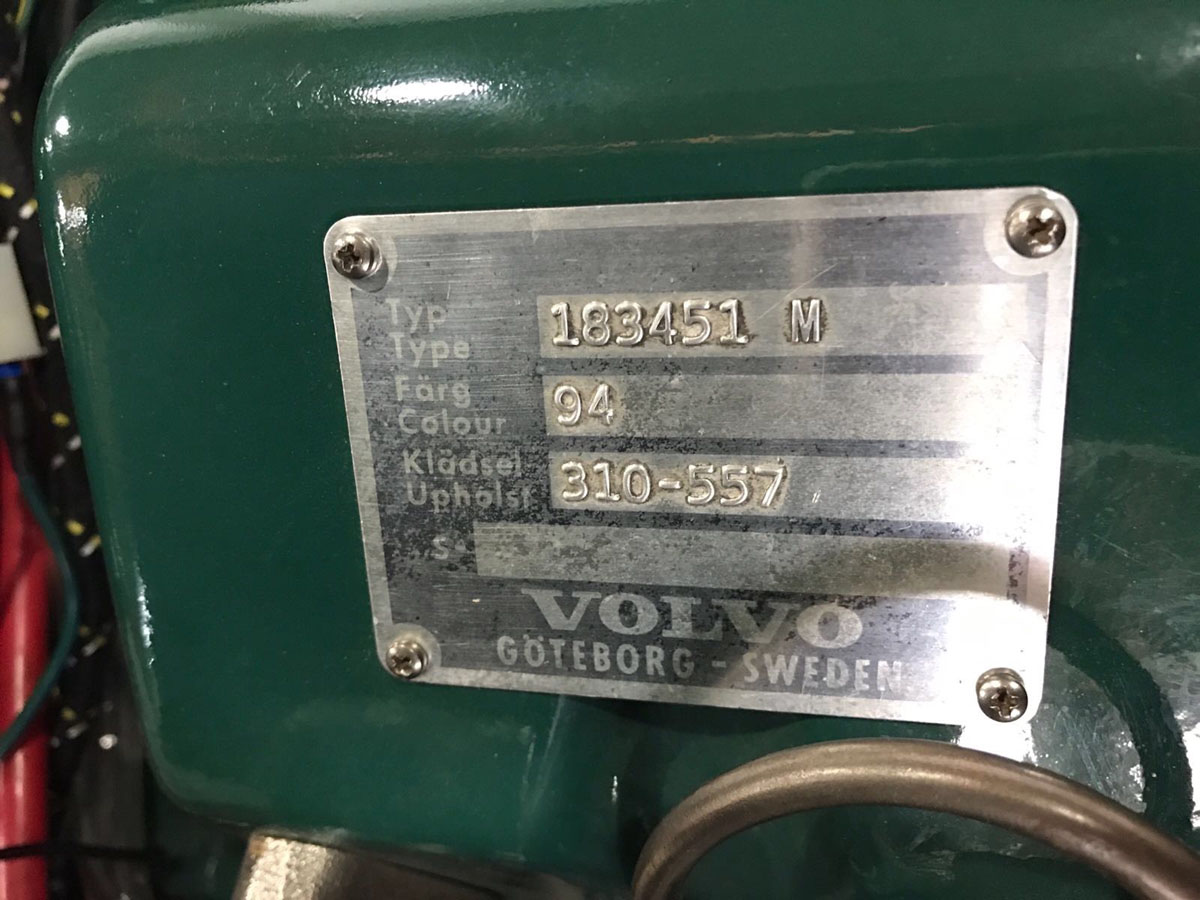 Typ 183451 M
Type
Färg 94
Colour
Klädsel 310-557
Upholst
S
VOLVO
GÖTEBORG - SWEDEN